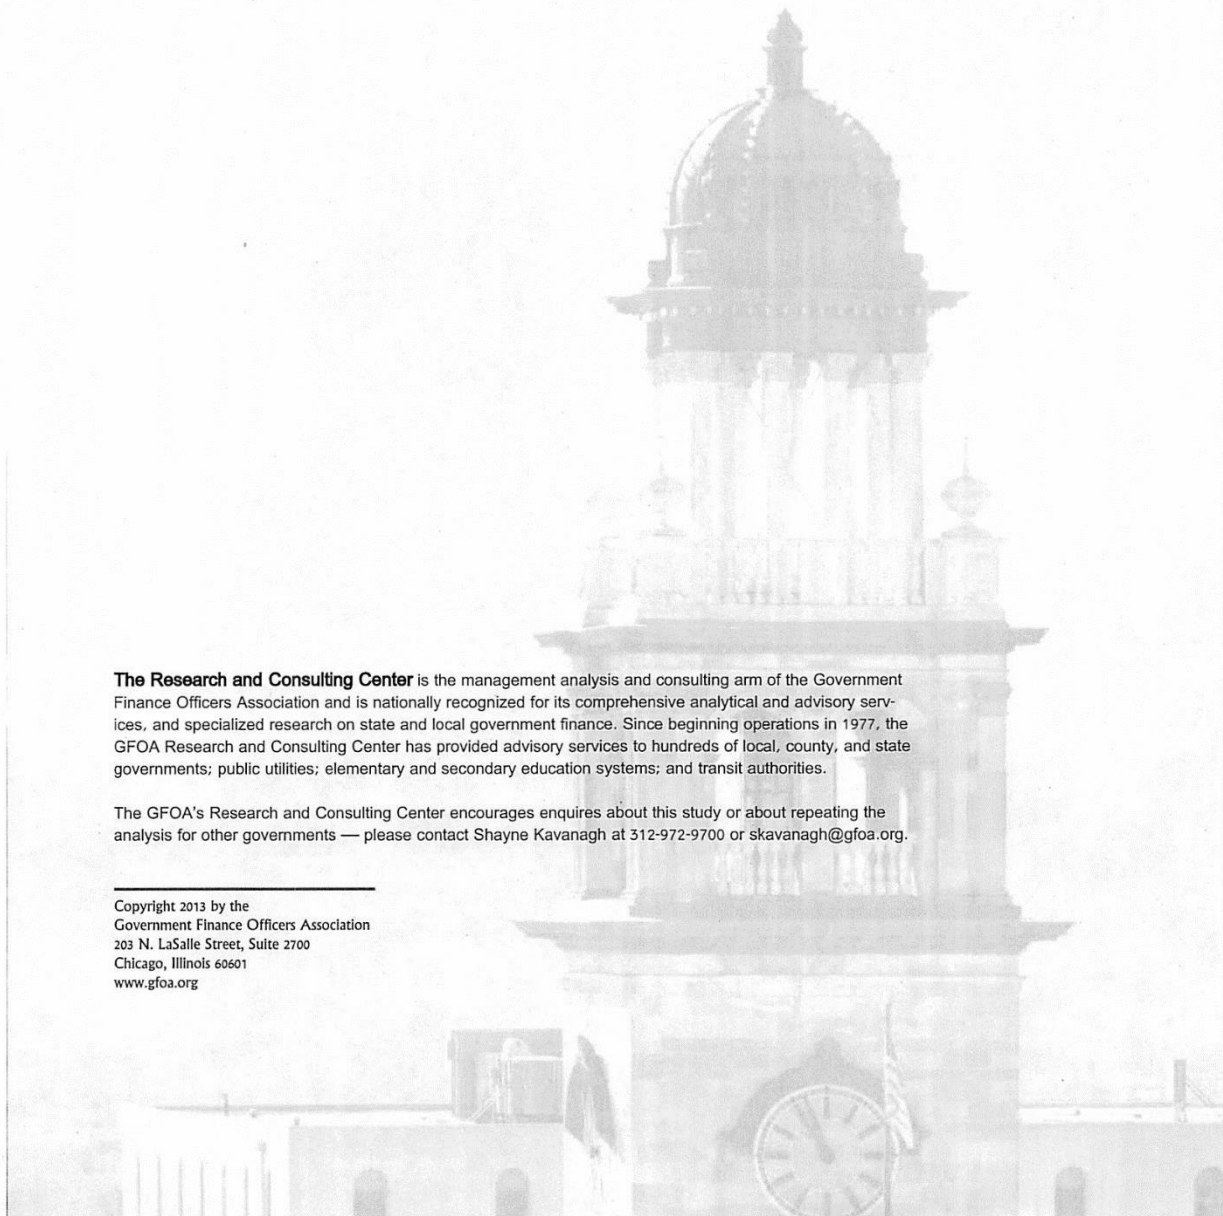 The Research and Consulting Center is the management analysis and consulting arm of the Government
Finance Officers Association and is nationally recognized for its comprehensive analytical and advisory serv-
ices, and specialized research on state and local government finance. Since beginning operations in 1977, the
GFOA Research and Consulting Center has provided advisory services to hundreds of local, county, and state
governments; public utilities; elementary and secondary education systems; and transit authorities.
The GFOA's Research and Consulting Center encourages enquires about this study or about repeating the
analysis for other governments — please contact Shayne Kavanagh at 312-972-9700 or skavanagh@gfoa.org.
Copyright 2013 by the
Government Finance Officers Association
203 N. LaSalle Street, Suite 2700
Chicago, Illinois 60601
www.gfoa.org